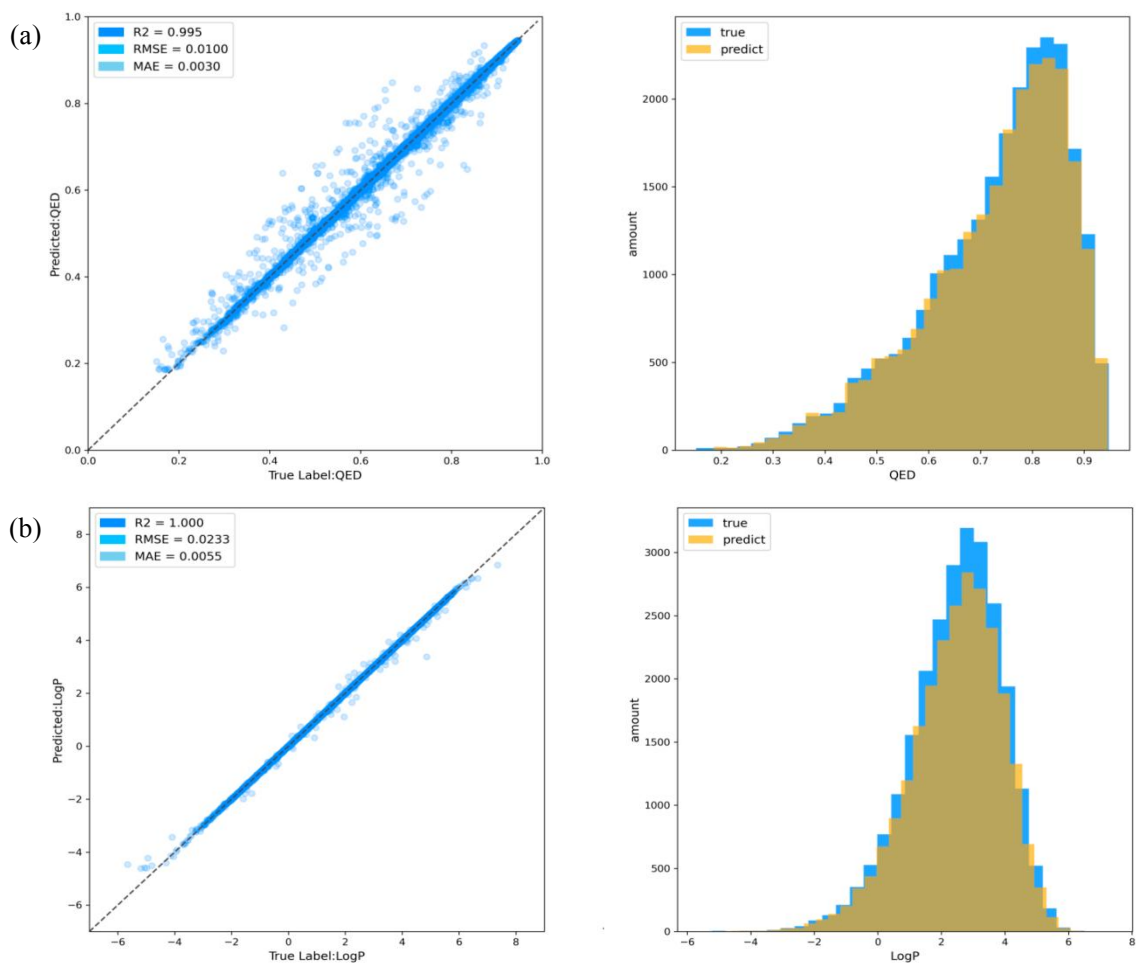 (a)
R2 = 0.995
RMSE = 0.0100
MAE = 0.0030
1.0
0.8
0.6
0.4
0.2
0.0
Predicted:QED
0.0 0.2 0.4 0.6 0.8 1.0
True Label:QED
true
predict
2000
1500
1000
500
0
amount
0.2 0.3 0.4 0.5 0.6 0.7 0.8 0.9
QED
(b)
R2 = 1.000
RMSE = 0.0233
MAE = 0.0055
8
6
4
2
0
−2
−4
−6
Predicted:LogP
−6 −4 −2 0 2 4 6 8
True Label:LogP
true
predict
3000
2500
2000
1500
1000
500
0
amount
−6 −4 −2 0 2 4 6 8
LogP